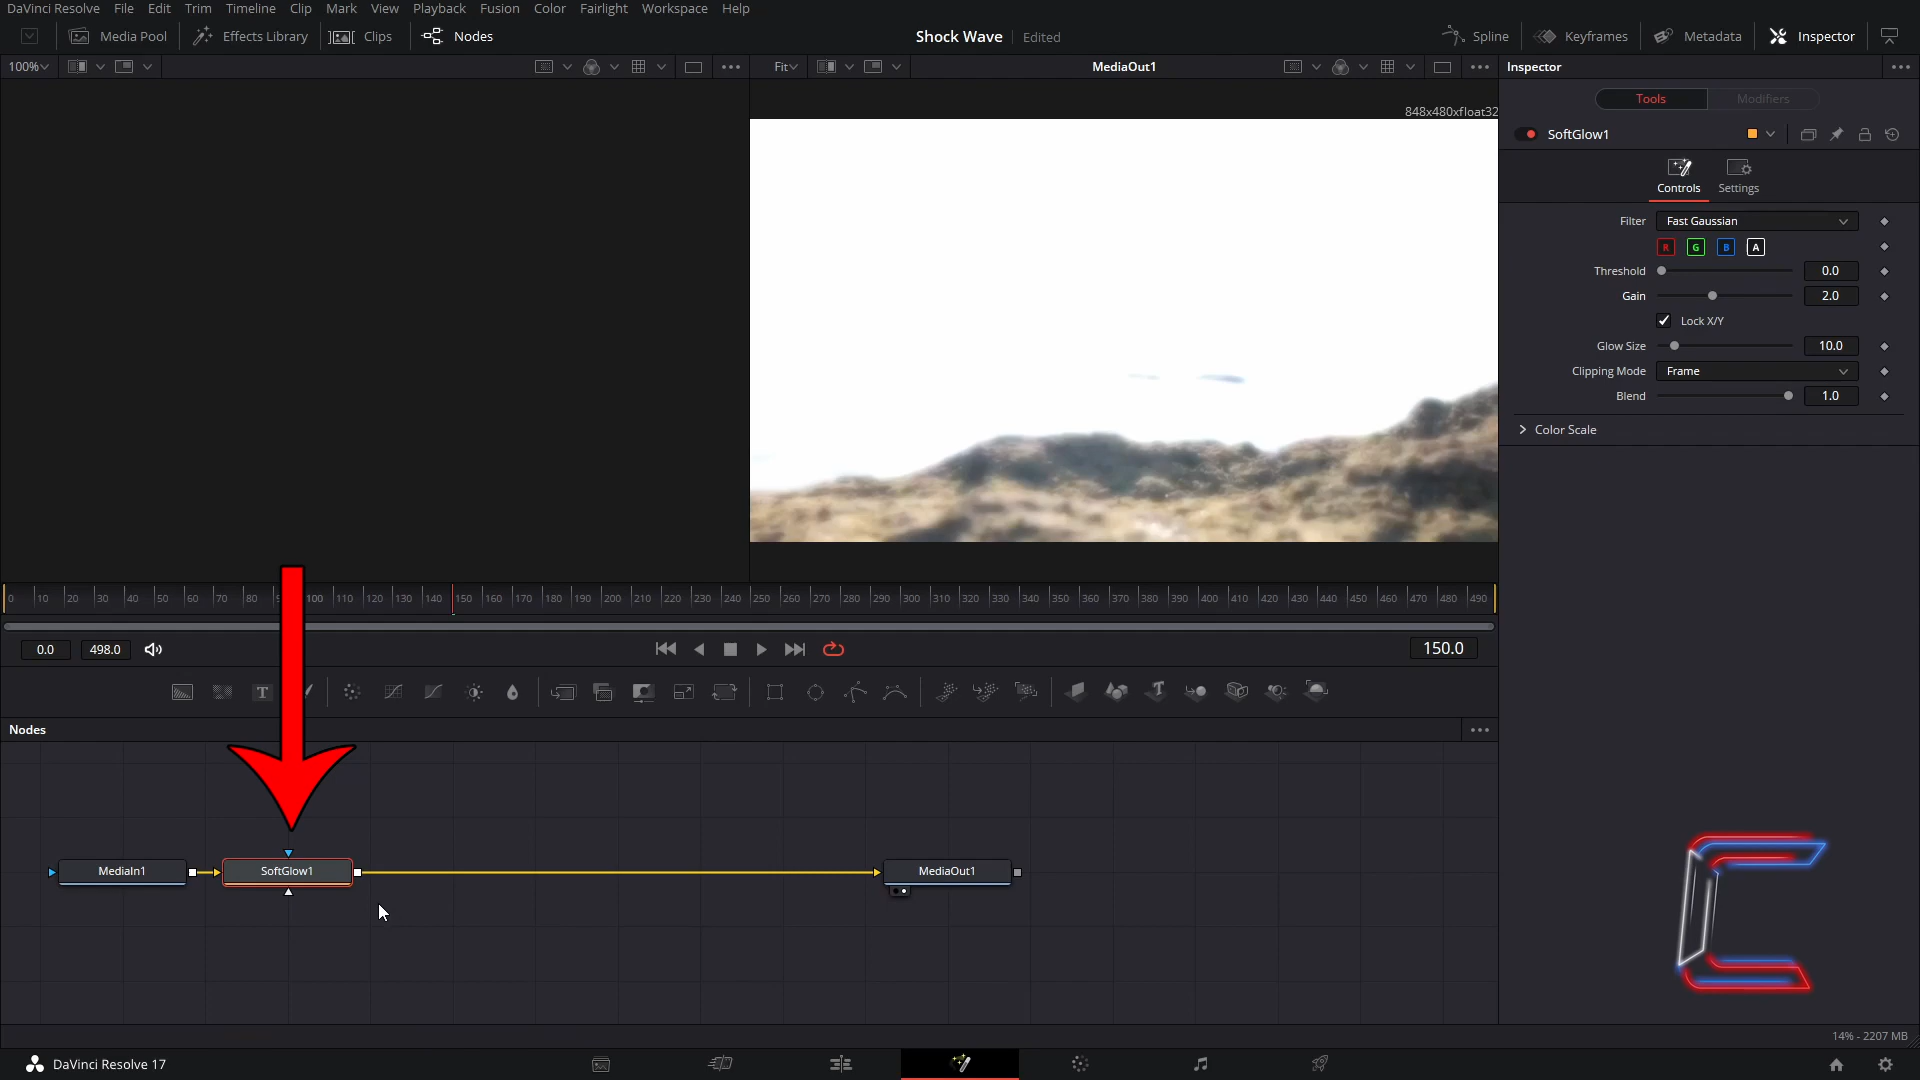 DaVinci Resolve File Edit Trim Timeline Clip Mark View Playback Fusion Color Fairlight Workspace Help
Media Pool Effects Library Clips Nodes Shock Wave Edited Spline Keyframes Metadata Inspector
100% Fit MediaOut1 Inspector
Tools Modifiers
848x480xfloat32
SoftGlow1
Controls Settings
Filter Fast Gaussian
R G B A
Threshold 0.0
Gain 2.0
Lock X/Y
Glow Size 10.0
Clipping Mode Frame
Blend 1.0
Color Scale
0 10 20 30 40 50 60 70 80 100 110 120 130 140 150 160 170 180 190 200 210 220 230 240 250 260 270 280 290 300 310 320 330 340 350 360 370 380 390 400 410 420 430 440 450 460 470 480 490
0.0 498.0 150.0
T
Nodes
MediaIn1 SoftGlow1 MediaOut1
14% - 2207 MB
DaVinci Resolve 17